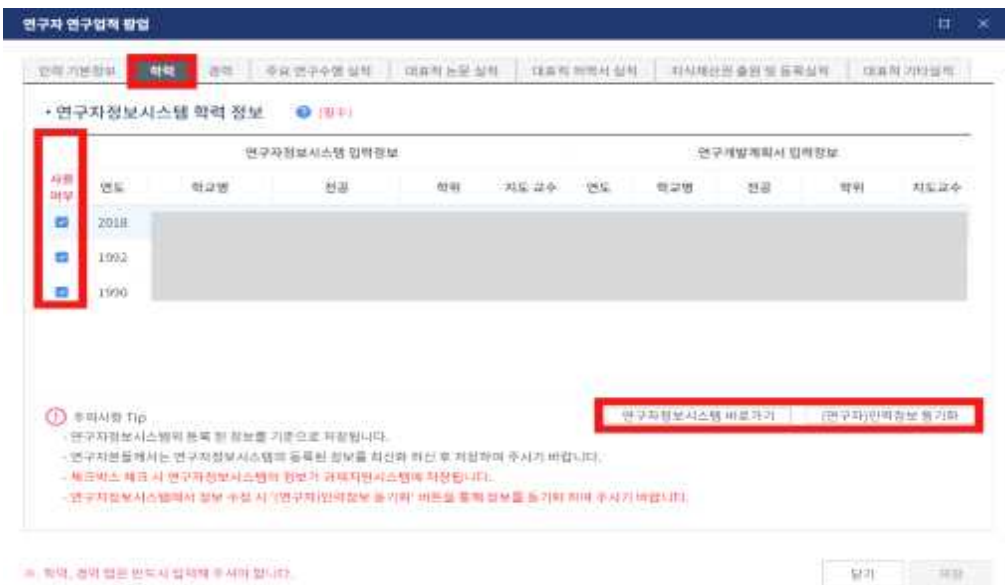 연구자 연구업적 팝업
인적 기본정보 학력 경력 주요 연구수행 실적 대표적 논문 실적 대표적 저역서 실적 지식재산권 출원 및 등록실적 대표적 기타실적
• 연구자정보시스템 학력 정보 (필수)
연구자정보시스템 입력정보 연구개발계획서 입력정보
사용
여부
연도 학교명 전공 학위 지도 교수 연도 학교명 전공 학위 지도교수
2018
1992
1990
연구자정보시스템 바로가기 (연구자)인력정보 동기화
주의사항 Tip
- 연구자정보시스템의 등록 된 정보를 기준으로 저장됩니다.
- 연구자분들께서는 연구자정보시스템의 등록된 정보를 최신화 하신 후 저장하여 주시기 바랍니다.
- 체크박스 체크 시 연구자정보시스템의 정보가 과제지원시스템에 저장됩니다.
- 연구자정보시스템에서 정보 수정 시 '(연구자)인력정보 동기화' 버튼을 통해 정보를 동기화 하여 주시기 바랍니다.
※ 학력, 경력 탭은 반드시 입력해 주셔야 합니다.
닫기 저장